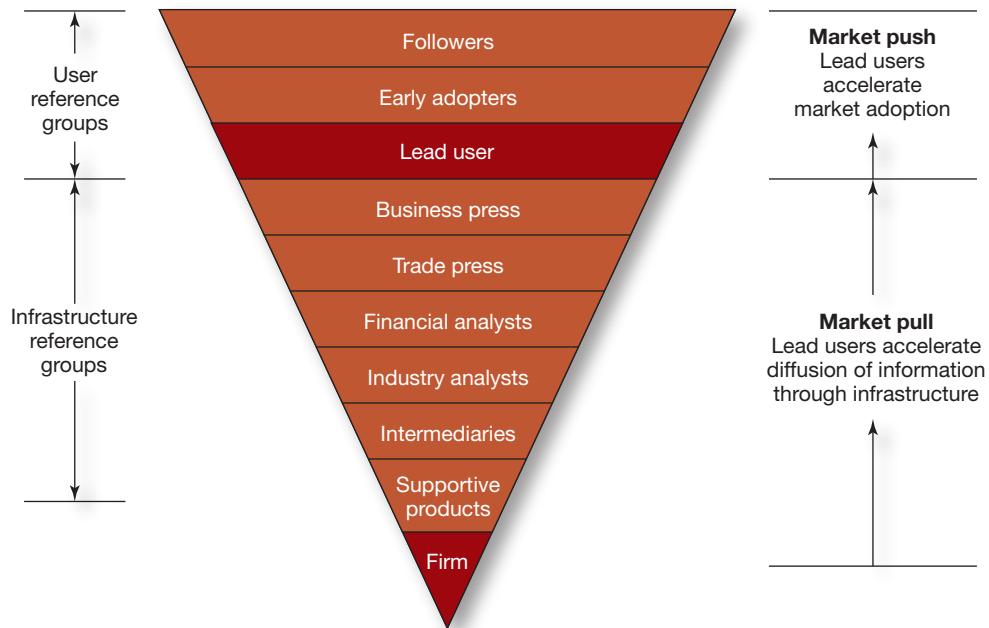 User
reference
groups
Infrastructure
reference
groups
Followers
Early adopters
Lead user
Business press
Trade press
Financial analysts
Industry analysts
Intermediaries
Supportive
products
Firm
Market push
Lead users
accelerate
market adoption
Market pull
Lead users accelerate
diffusion of information
through infrastructure